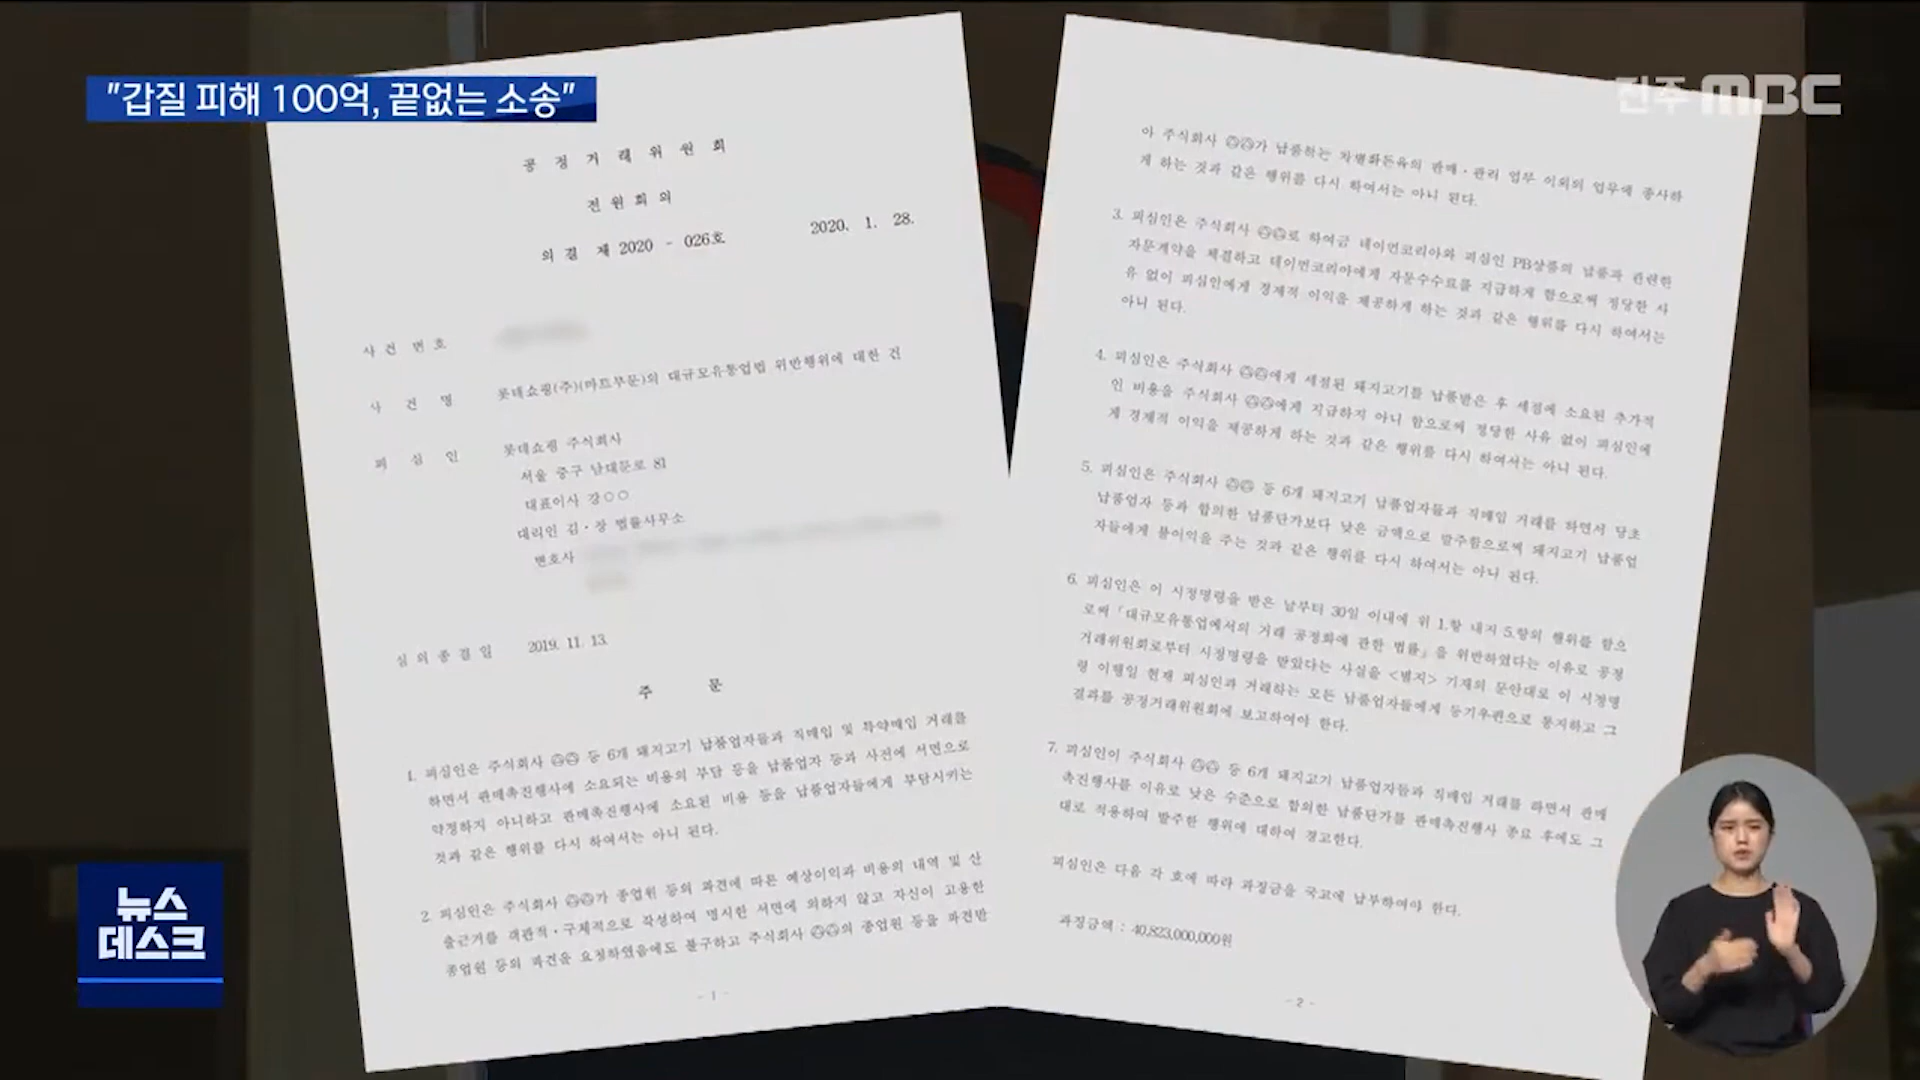 "갑질 피해 100억, 끝없는 소송"
전주 MBC
공 정 거 래 위 원 회
전 원 회 의
의 결 제 2020 - 026호
2020. 1. 28.
사 건 번 호
사 건 명 롯데쇼핑(주)(마트부문)의 대규모유통업법 위반행위에 대한 건
피 심 인 롯데쇼핑 주식회사
서울 중구 남대문로 81
대표이사 강○○
대리인 김·장 법률사무소
변호사
심 의 종 결 일 2019. 11. 13.
주 문
1. 피심인은 주식회사 ㉮㉮ 등 6개 돼지고기 납품업자들과 직매입 및 특약매입 거래를
하면서 판매촉진행사에 소요되는 비용의 부담 등을 납품업자 등과 사전에 서면으로
약정하지 아니하고 판매촉진행사에 소요된 비용 등을 납품업자들에게 부담시키는
것과 같은 행위를 다시 하여서는 아니 된다.
2. 피심인은 주식회사 ㉮㉮가 종업원 등의 파견에 따른 예상이익과 비용의 내역 및 산
출근거를 객관적·구체적으로 작성하여 명시한 서면에 의하지 않고 자신이 고용한
종업원 등의 파견을 요청하였음에도 불구하고 주식회사 ㉮㉮의 종업원 등을 파견받
- 1 -
아 주식회사 ㉮㉮가 납품하는 차별화돈육의 판매·관리 업무 이외의 업무에 종사하
게 하는 것과 같은 행위를 다시 하여서는 아니 된다.
3. 피심인은 주식회사 ㉮㉮로 하여금 데이먼코리아와 피심인 PB상품의 납품과 관련한
자문계약을 체결하고 데이먼코리아에게 자문수수료를 지급하게 함으로써 정당한 사
유 없이 피심인에게 경제적 이익을 제공하게 하는 것과 같은 행위를 다시 하여서는
아니 된다.
4. 피심인은 주식회사 ㉮㉮에게 세절된 돼지고기를 납품받은 후 세절에 소요된 추가적
인 비용을 주식회사 ㉮㉮에게 지급하지 아니 함으로써 정당한 사유 없이 피심인에
게 경제적 이익을 제공하게 하는 것과 같은 행위를 다시 하여서는 아니 된다.
5. 피심인은 주식회사 ㉮㉮ 등 6개 돼지고기 납품업자들과 직매입 거래를 하면서 당초
납품업자 등과 합의한 납품단가보다 낮은 금액으로 발주함으로써 돼지고기 납품업
자들에게 불이익을 주는 것과 같은 행위를 다시 하여서는 아니 된다.
6. 피심인은 이 시정명령을 받은 날부터 30일 이내에 위 1.항 내지 5.항의 행위를 함으
로써 「대규모유통업에서의 거래 공정화에 관한 법률」을 위반하였다는 이유로 공정
거래위원회로부터 시정명령을 받았다는 사실을 <별지> 기재의 문안대로 이 시정명
령 이행일 현재 피심인과 거래하는 모든 납품업자들에게 등기우편으로 통지하고 그
결과를 공정거래위원회에 보고하여야 한다.
7. 피심인이 주식회사 ㉮㉮ 등 6개 돼지고기 납품업자들과 직매입 거래를 하면서 판매
촉진행사를 이유로 낮은 수준으로 합의한 납품단가를 판매촉진행사 종료 후에도 그
대로 적용하여 발주한 행위에 대하여 경고한다.
피심인은 다음 각 호에 따라 과징금을 국고에 납부하여야 한다.
과징금액 : 40,823,000,000원
- 2 -
뉴스
데스크